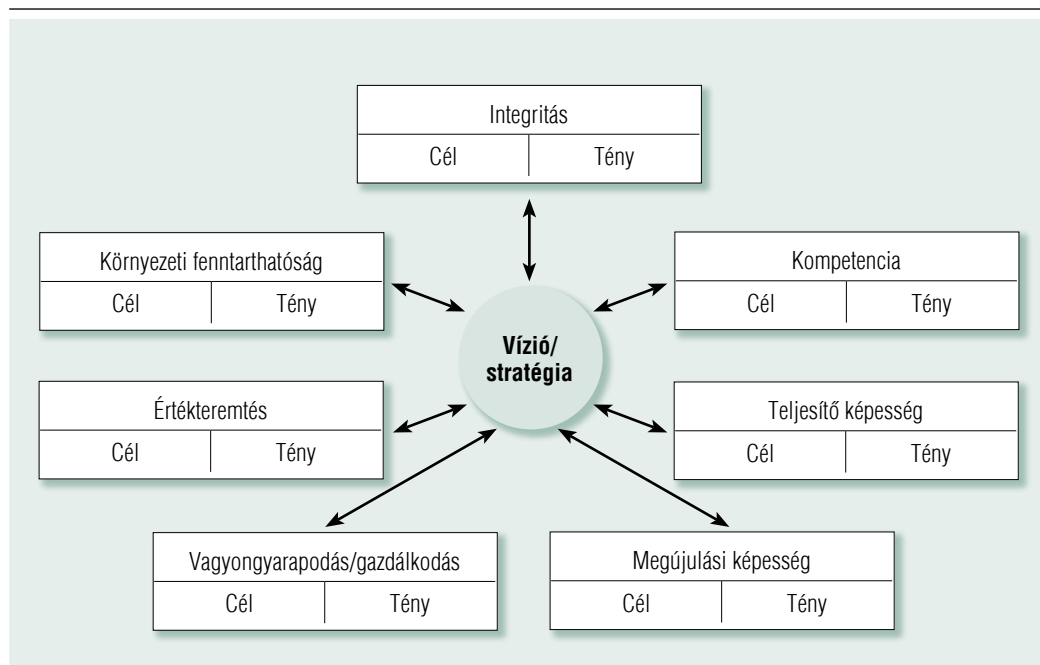 Integritás
Cél Tény
Környezeti fenntarthatóság
Cél Tény
Kompetencia
Cél Tény
Vízió/
stratégia
Értékteremtés
Cél Tény
Teljesítő képesség
Cél Tény
Vagyongyarapodás/gazdálkodás
Cél Tény
Megújulási képesség
Cél Tény